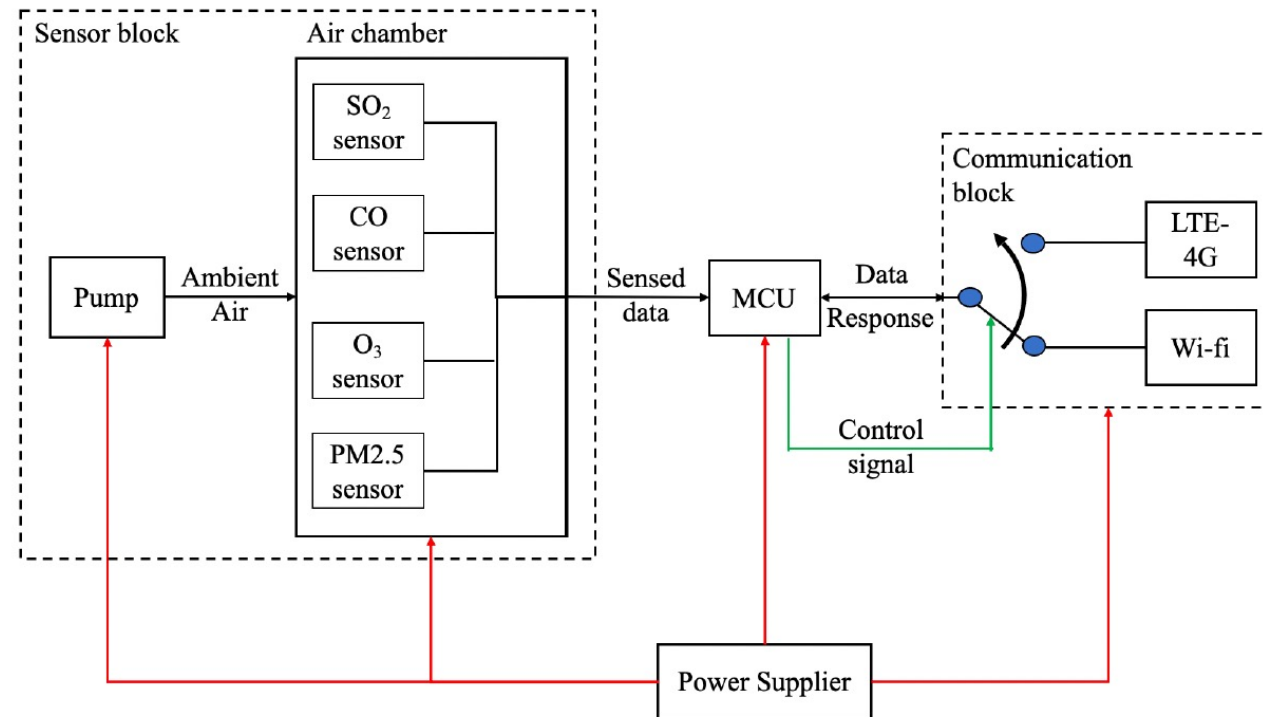 Sensor block
Air chamber
SO₂
sensor
CO
sensor
O₃
sensor
PM2.5
sensor
Pump
Ambient
Air
Sensed
data
MCU
Data
Response
Control
signal
Communication
block
LTE-
4G
Wi-fi
Power Supplier